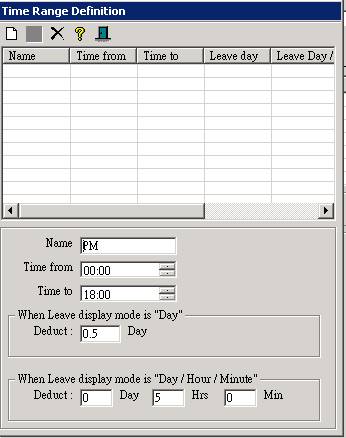 Time Range Definition
Name Time from Time to Leave day Leave Day /
Name PM
Time from 00:00
Time to 18:00
When Leave display mode is "Day"
Deduct : 0.5 Day
When Leave display mode is "Day / Hour / Minute"
Deduct : 0 Day 5 Hrs 0 Min